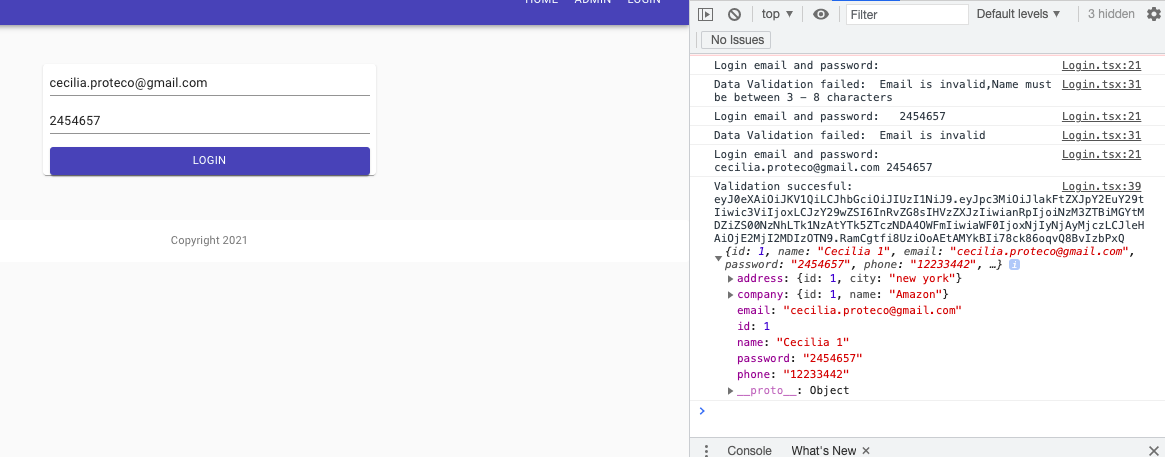 HOME ADMIN LOGIN
cecilia.proteco@gmail.com
2454657
LOGIN
Copyright 2021
top Filter Default levels 3 hidden
No Issues
Login email and password: Login.tsx:21
Data Validation failed: Email is invalid,Name must Login.tsx:31
be between 3 – 8 characters
Login email and password: 2454657 Login.tsx:21
Data Validation failed: Email is invalid Login.tsx:31
Login email and password: Login.tsx:21
cecilia.proteco@gmail.com 2454657
Validation succesful: Login.tsx:39
eyJ0eXAiOiJKV1QiLCJhbGciOiJIUzI1NiJ9.eyJpc3MiOiJlakFtZXJpY2EuY29t
Iiwic3ViIjoxLCJzY29wZSI6InRvZG8sIHVzZXJzIiwianRpIjoiNzM3ZTBiMGYtM
DZiZS00NzNhLTk1NzAtYTk5ZTczNDA4OWFmIiwiaWF0IjoxNjIyNjAyMjczLCJleH
AiOjE2MjI2MDIzOTN9.RamCgtfi8UziOoAEtAMYkBIi78ck86oqvQ8BvIzbPxQ
{id: 1, name: "Cecilia 1", email: "cecilia.proteco@gmail.com",
password: "2454657", phone: "12233442", …} i
address: {id: 1, city: "new york"}
company: {id: 1, name: "Amazon"}
email: "cecilia.proteco@gmail.com"
id: 1
name: "Cecilia 1"
password: "2454657"
phone: "12233442"
__proto__: Object
Console What's New